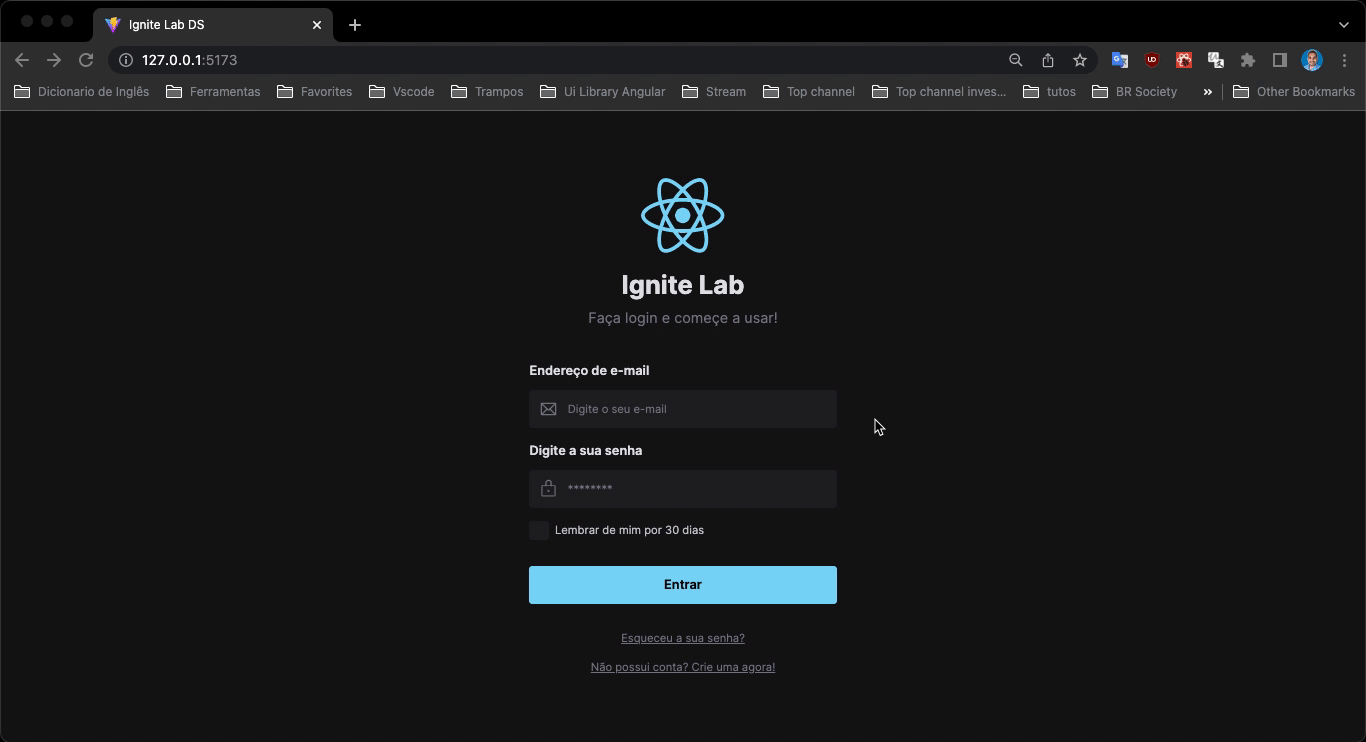 Ignite Lab DS
127.0.0.1:5173
Dicionario de Inglês Ferramentas Favorites Vscode Trampos Ui Library Angular Stream Top channel Top channel inves... tutos BR Society » Other Bookmarks
Ignite Lab
Faça login e começe a usar!
Endereço de e-mail
Digite o seu e-mail
Digite a sua senha
********
Lembrar de mim por 30 dias
Entrar
Esqueceu a sua senha?
Não possui conta? Crie uma agora!